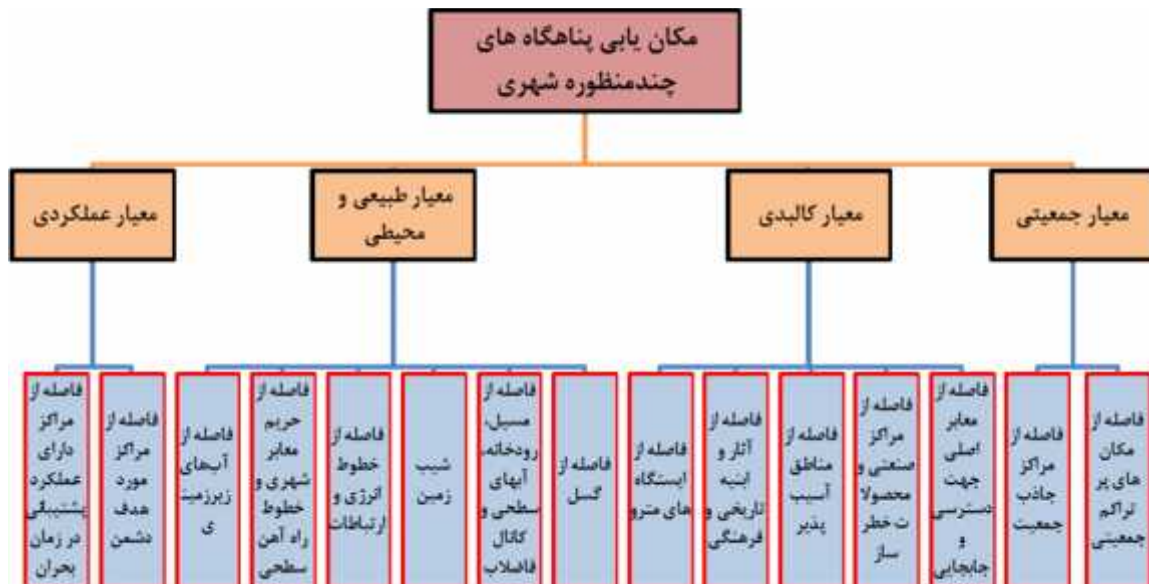 مکان یابی پناهگاه های
چندمنظوره شهری
معیار جمعیتی
معیار کالبدی
معیار طبیعی و
محیطی
معیار عملکردی
فاصله از
مکان
های پر
تراکم
جمعیتی
فاصله از
مراکز
جاذب
جمعیت
فاصله از
معابر
اصلی
جهت
دسترسی
و
جابجایی
فاصله از
مراکز
صنعتی و
محصولا
ت خطر
ساز
فاصله از
مناطق
آسیب
پذیر
فاصله از
آثار و
ابنیه
تاریخی و
فرهنگی
فاصله از
ایستگاه
های مترو
فاصله از
گسل
مسیل،
رودخانه،
آبهای
سطحی و
کانال
فاضلاب
شیب
زمین
فاصله از
خطوط
انرژی و
ارتباطات
فاصله از
حریم
معابر
شهری و
خطوط
راه آهن
سطحی
فاصله از
آب‌های
زیرزمین
ی
فاصله از
مراکز
مورد
هدف
دشمن
فاصله از
مراکز
دارای
عملکرد
پشتیبانی
در زمان
بحران